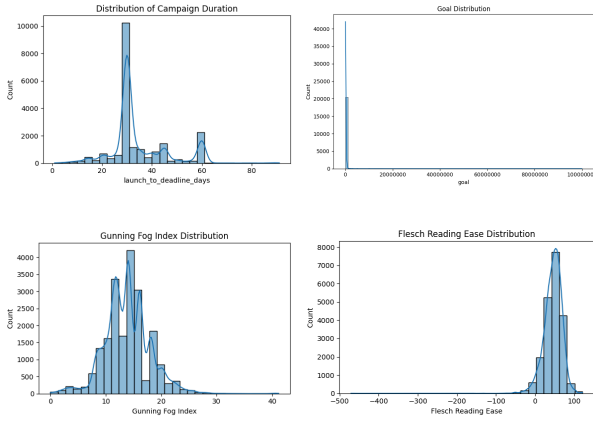 Distribution of Campaign Duration
10000
8000
6000
4000
2000
0
Count
0 20 40 60 80
launch_to_deadline_days
Goal Distribution
40000
35000
30000
25000
20000
15000
10000
5000
0
Count
0 20000000 40000000 60000000 80000000 10000000
goal
Gunning Fog Index Distribution
4000
3500
3000
2500
2000
1500
1000
500
0
Count
0 10 20 30 40
Gunning Fog Index
Flesch Reading Ease Distribution
8000
7000
6000
5000
4000
3000
2000
1000
0
Count
−500 −400 −300 −200 −100 0 100
Flesch Reading Ease